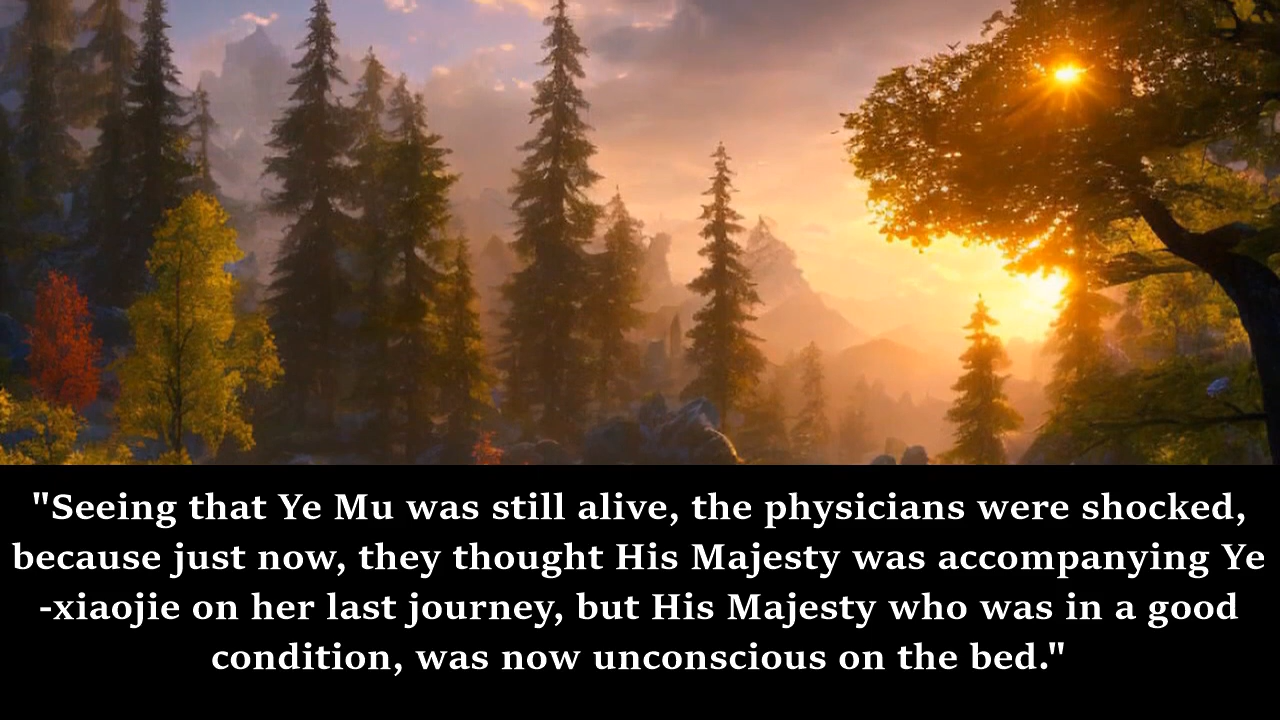 "Seeing that Ye Mu was still alive, the physicians were shocked,
because just now, they thought His Majesty was accompanying Ye
-xiaojie on her last journey, but His Majesty who was in a good
condition, was now unconscious on the bed."